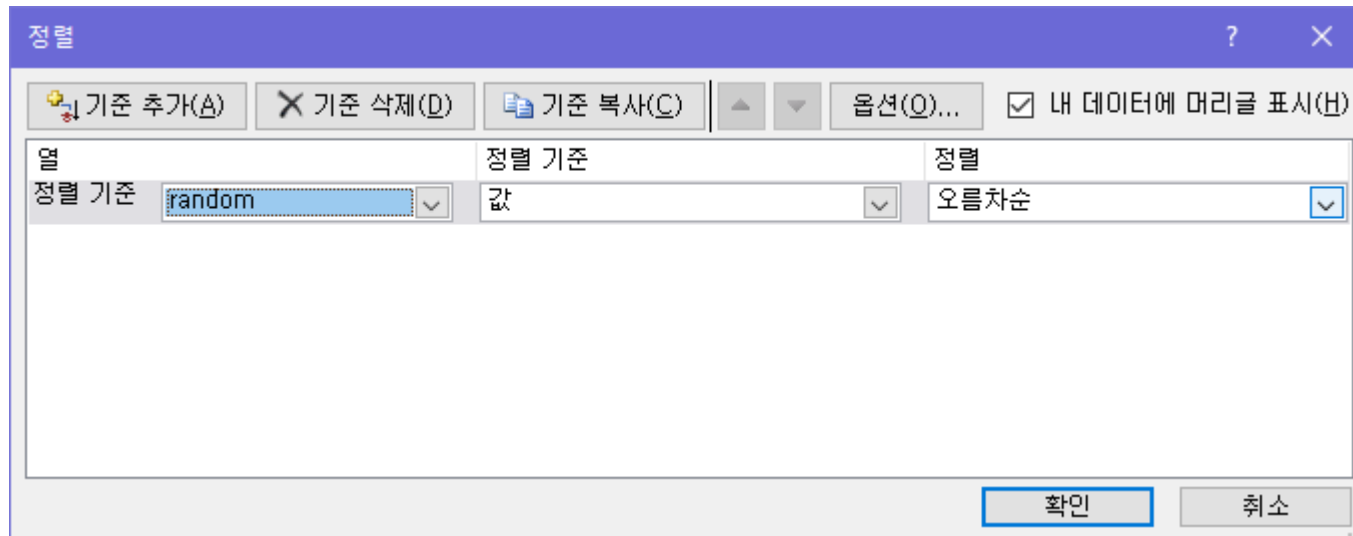 정렬 ?
기준 추가(A) 기준 삭제(D) 기준 복사(C) 옵션(O)... 내 데이터에 머리글 표시(H)
열 정렬 기준 정렬
정렬 기준 random 값 오름차순
확인 취소